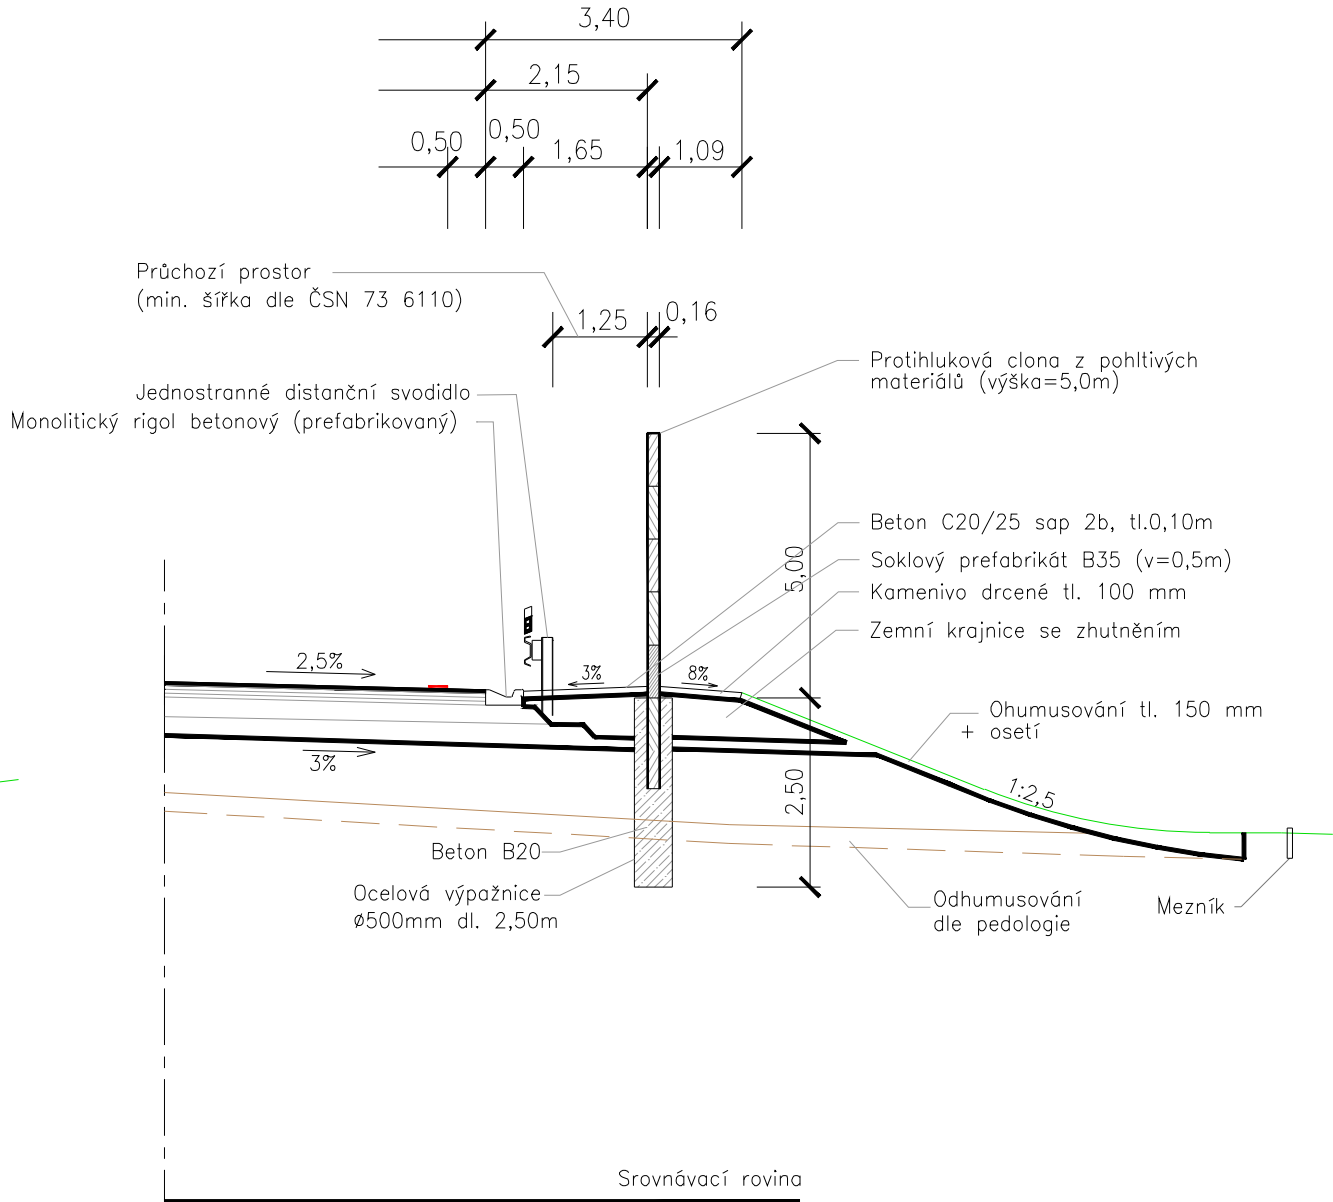 3,40
2,15
0,50
0,50
1,65
1,09
Průchozí prostor
(min. šířka dle ČSN 73 6110)
1,25
0,16
Protihluková clona z pohltivých
materiálů (výška=5,0m)
Jednostranné distanční svodidlo
Monolitický rigol betonový (prefabrikovaný)
Beton C20/25 sap 2b, tl.0,10m
5,00
Soklový prefabrikát B35 (v=0,5m)
Kamenivo drcené tl. 100 mm
Zemní krajnice se zhutněním
2,5%
3%
8%
Ohumusování tl. 150 mm
+ osetí
3%
2,50
1:2,5
Beton B20
Ocelová výpažnice
ø500mm dl. 2,50m
Odhumusování
dle pedologie
Mezník
Srovnávací rovina